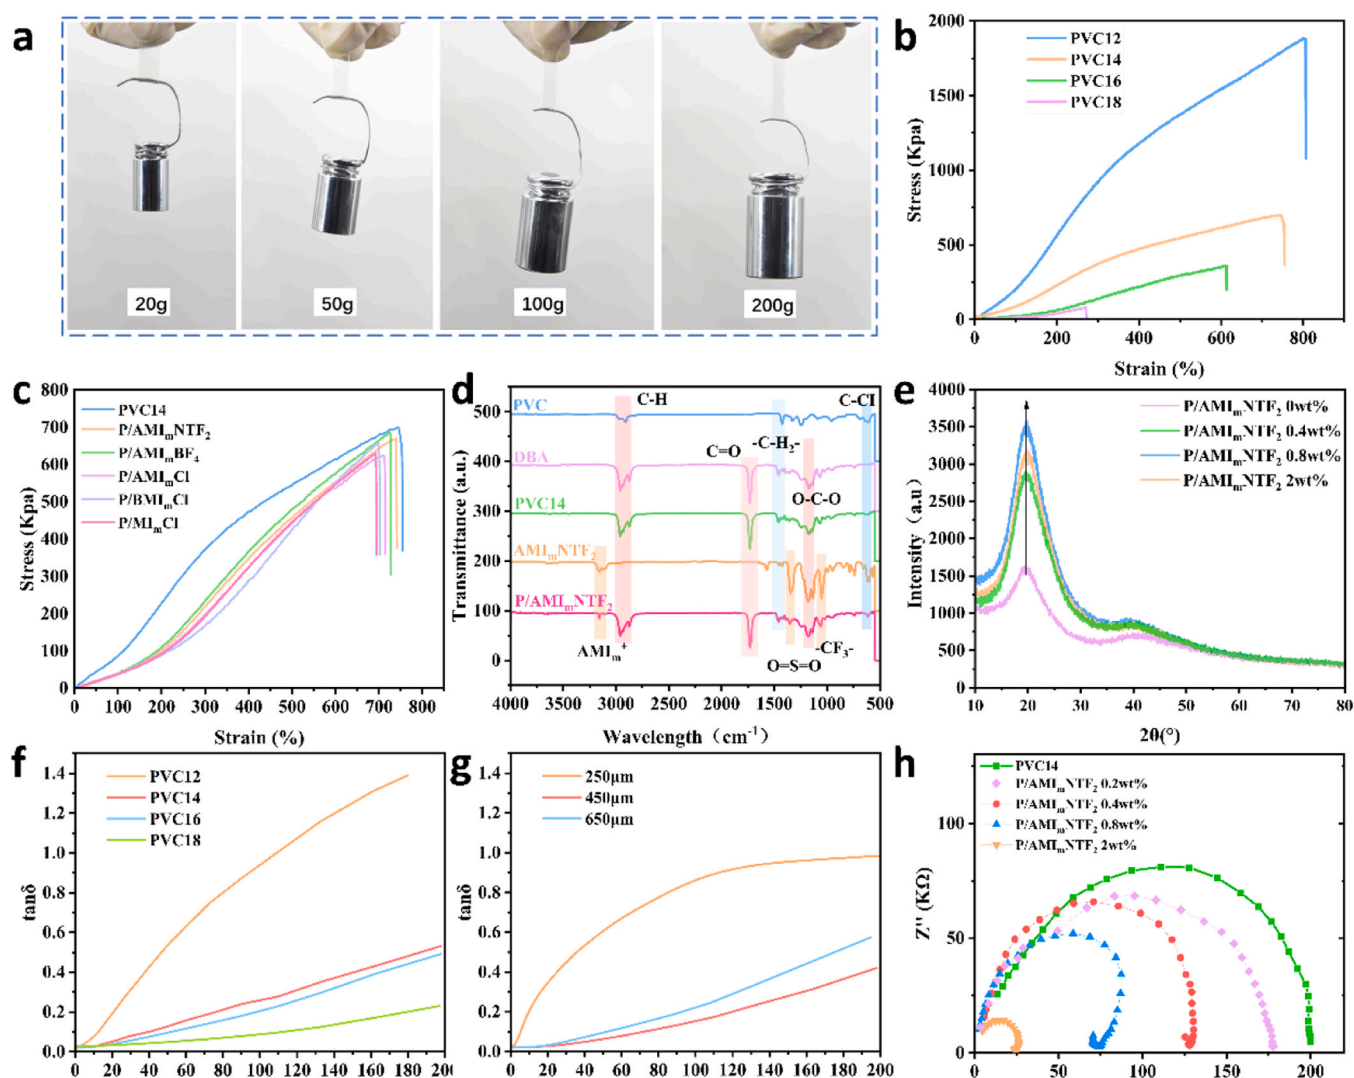 a
20g
50g
100g
200g
b
PVC12
PVC14
PVC16
PVC18
Stress (Kpa)
2000
1500
1000
500
0
0 200 400 600 800
Strain (%)
c
PVC14
P/AMIₘNTF₂
P/AMIₘBF₄
P/AMIₘCl
P/BMIₘCl
P/MIₘCl
Stress (Kpa)
800
700
600
500
400
300
200
100
0
0 100 200 300 400 500 600 700 800
Strain (%)
d
C-H
C-Cl
PVC
-C-H₂-
C=O
DBA
O-C-O
PVC14
AMIₘNTF₂
P/AMIₘNTF₂
AMIₘ⁺
-CF₃-
O=S=O
Transmittance (a.u.)
500
400
300
200
100
0
4000 3500 3000 2500 2000 1500 1000 500
Wavelength（cm⁻¹）
e
P/AMIₘNTF₂ 0wt%
P/AMIₘNTF₂ 0.4wt%
P/AMIₘNTF₂ 0.8wt%
P/AMIₘNTF₂ 2wt%
Intensity（a.u）
4000
3500
3000
2500
2000
1500
1000
500
0
10 20 30 40 50 60 70 80
2θ(°)
f
PVC12
PVC14
PVC16
PVC18
tanδ
1.4
1.2
1.0
0.8
0.6
0.4
0.2
0.0
0 20 40 60 80 100 120 140 160 180 200
g
250μm
450μm
650μm
1.4
1.2
1.0
0.8
0.6
0.4
0.2
0.0
0 20 40 60 80 100 120 140 160 180 200
h
PVC14
P/AMIₘNTF₂ 0.2wt%
P/AMIₘNTF₂ 0.4wt%
P/AMIₘNTF₂ 0.8wt%
P/AMIₘNTF₂ 2wt%
Z'' (KΩ)
100
50
0
0 50 100 150 200